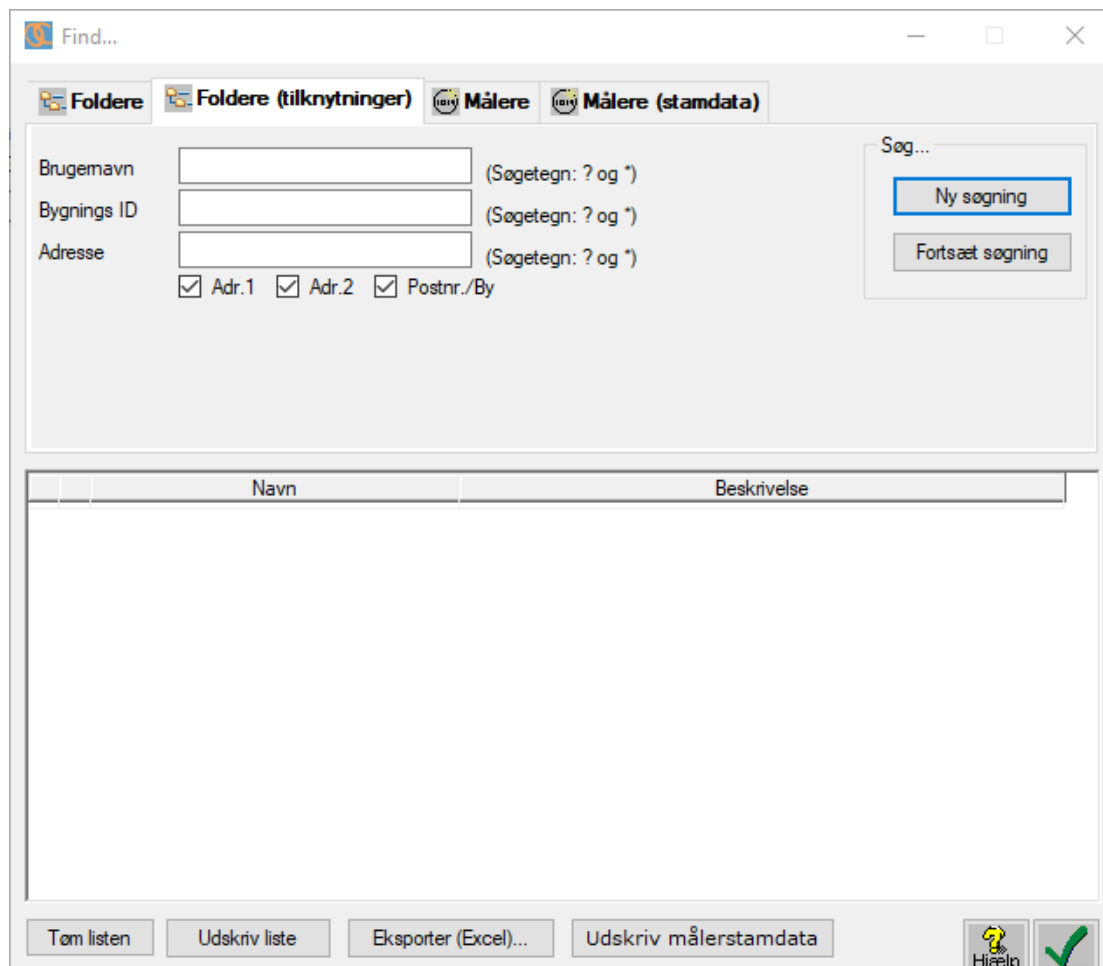 Find...
Foldere
Foldere (tilknytninger)
Målere
Målere (stamdata)
Brugernavn
(Søgetegn: ? og *)
Bygnings ID
(Søgetegn: ? og *)
Adresse
(Søgetegn: ? og *)
Adr.1
Adr.2
Postnr./By
Søg...
Ny søgning
Fortsæt søgning
Navn
Beskrivelse
Tøm listen
Udskriv liste
Eksporter (Excel)...
Udskriv målerstamdata
Hjælp